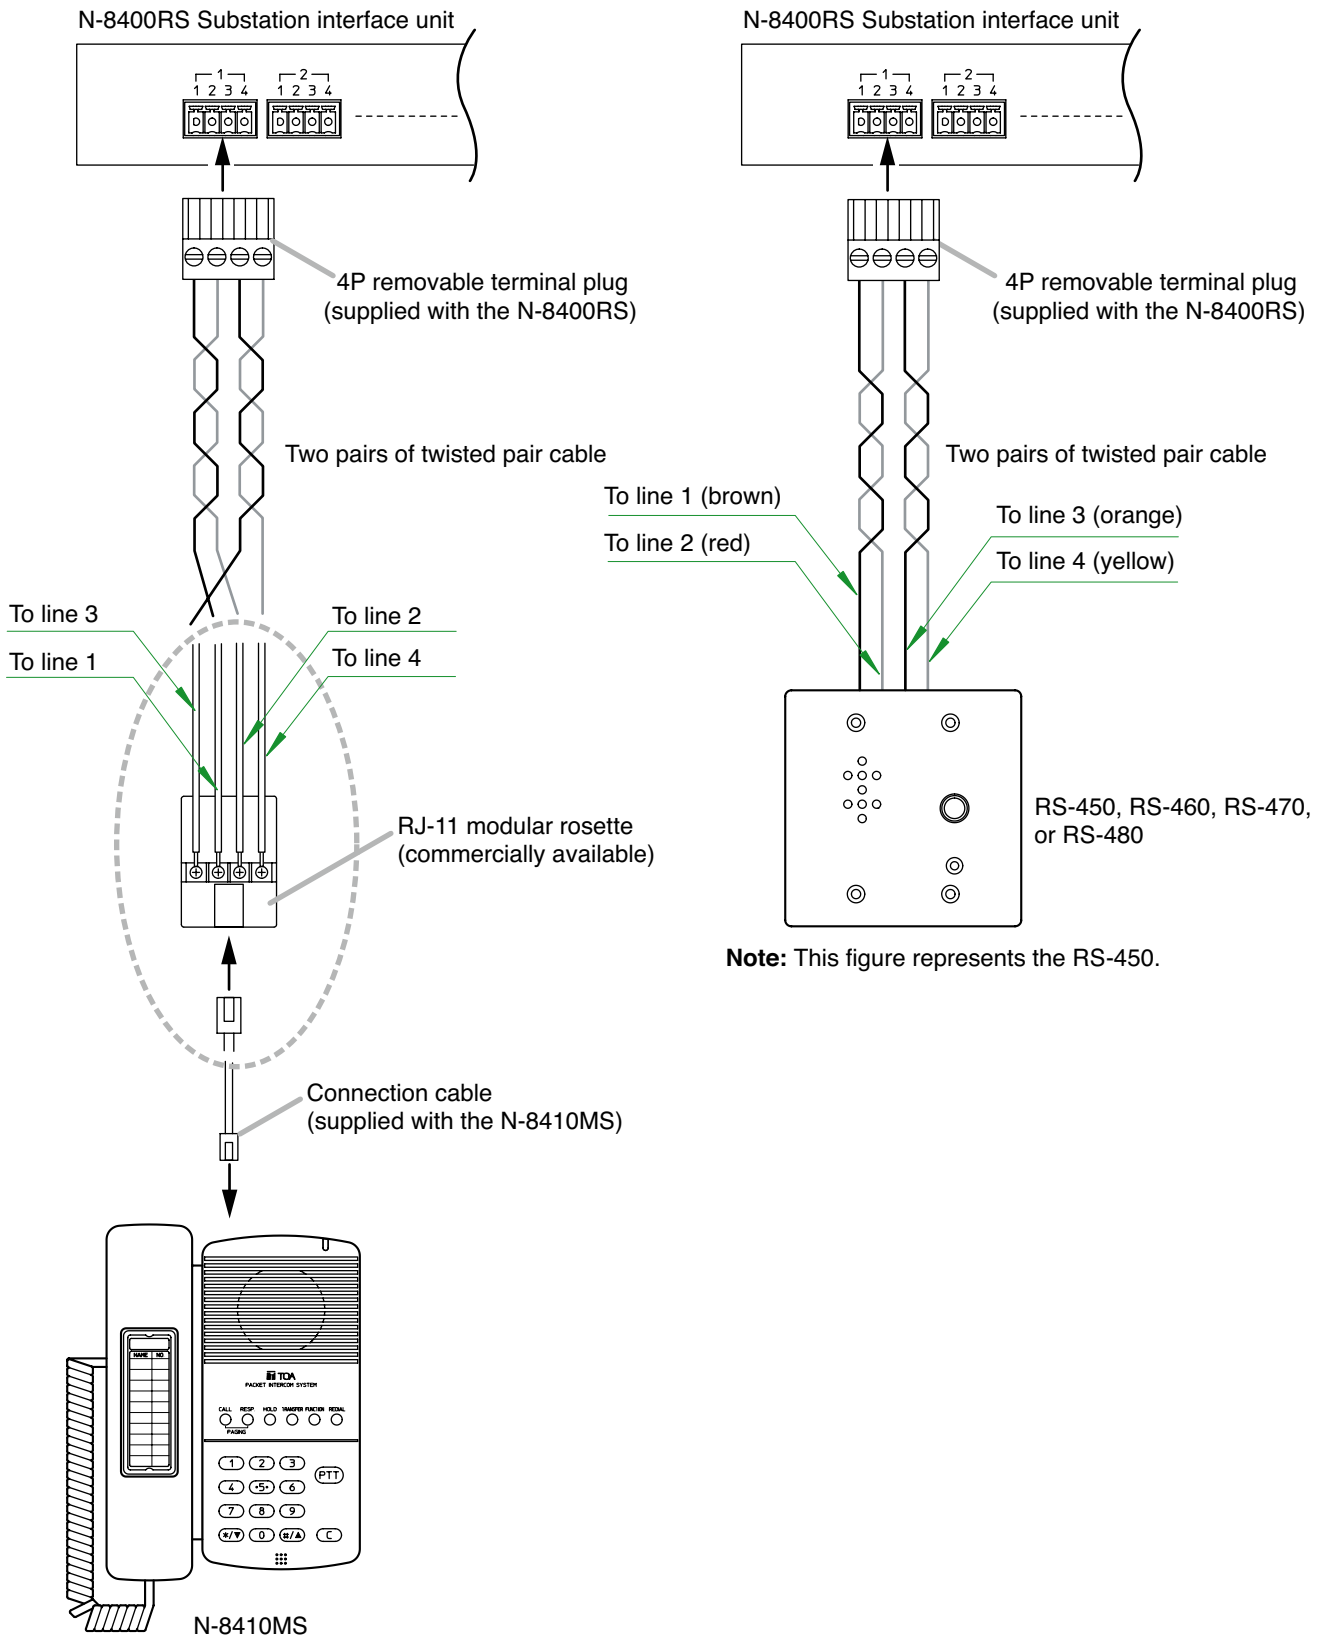 N-8400RS Substation interface unit
1 2
1 2 3 4 1 2 3 4
4P removable terminal plug
(supplied with the N-8400RS)
Two pairs of twisted pair cable
To line 3
To line 1
To line 2
To line 4
RJ-11 modular rosette
(commercially available)
Connection cable
(supplied with the N-8410MS)
NAME NO.
TOA
PACKET INTERCOM SYSTEM
CALL RESP. HOLD TRANSFER FUNCTION REDIAL
PAGING
1 2 3
PTT
4 •5• 6
7 8 9
*/▼ 0 #/▲ C
N-8410MS
N-8400RS Substation interface unit
1 2
1 2 3 4 1 2 3 4
4P removable terminal plug
(supplied with the N-8400RS)
Two pairs of twisted pair cable
To line 1 (brown)
To line 2 (red)
To line 3 (orange)
To line 4 (yellow)
RS-450, RS-460, RS-470,
or RS-480
Note: This figure represents the RS-450.